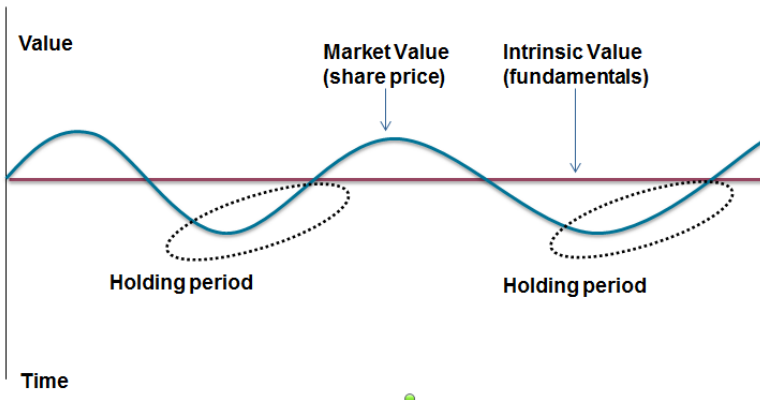 Value
Market Value
(share price)
Intrinsic Value
(fundamentals)
Holding period
Holding period
Time